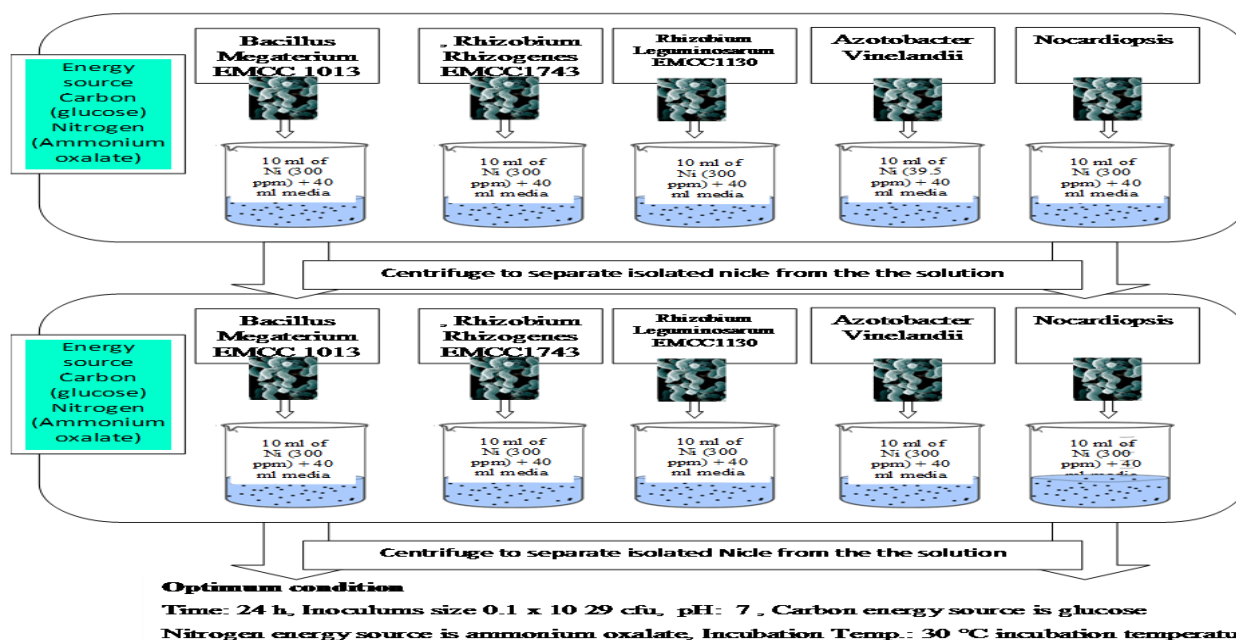 Energy
source
Carbon
(glucose)
Nitrogen
(Ammonium
oxalate)
Bacillus
Megaterium
EMCC 1013
, Rhizobium
Rhizogenes
EMCC1743
Rhizobium
Leguminosarum
EMCC1130
Azotobacter
Vinelandii
Nocardiopsis
10 ml of
Ni (300
ppm) + 40
ml media
10 ml of
Ni (300
ppm) + 40
ml media
10 ml of
Ni (300
ppm) + 40
ml media
10 ml of
Ni (39.5
ppm) + 40
ml media
10 ml of
Ni (300
ppm) + 40
ml media
Centrifuge to separate isolated nicle from the the solution
Energy
source
Carbon
(glucose)
Nitrogen
(Ammonium
oxalate)
Bacillus
Megaterium
EMCC 1013
, Rhizobium
Rhizogenes
EMCC1743
Rhizobium
Leguminosarum
EMCC1130
Azotobacter
Vinelandii
Nocardiopsis
10 ml of
Ni (300
ppm) + 40
ml media
10 ml of
Ni (300
ppm) + 40
ml media
10 ml of
Ni (300
ppm) + 40
ml media
10 ml of
Ni (300
ppm) + 40
ml media
10 ml of
Ni (300
ppm) + 40
ml media
Centrifuge to separate isolated Nicle from the the solution
Optimum condition
Time: 24 h, Inoculums size 0.1 x 10 29 cfu, pH: 7 , Carbon energy source is glucose
Nitrogen energy source is ammonium oxalate, Incubation Temp.: 30 °C incubation temperatu